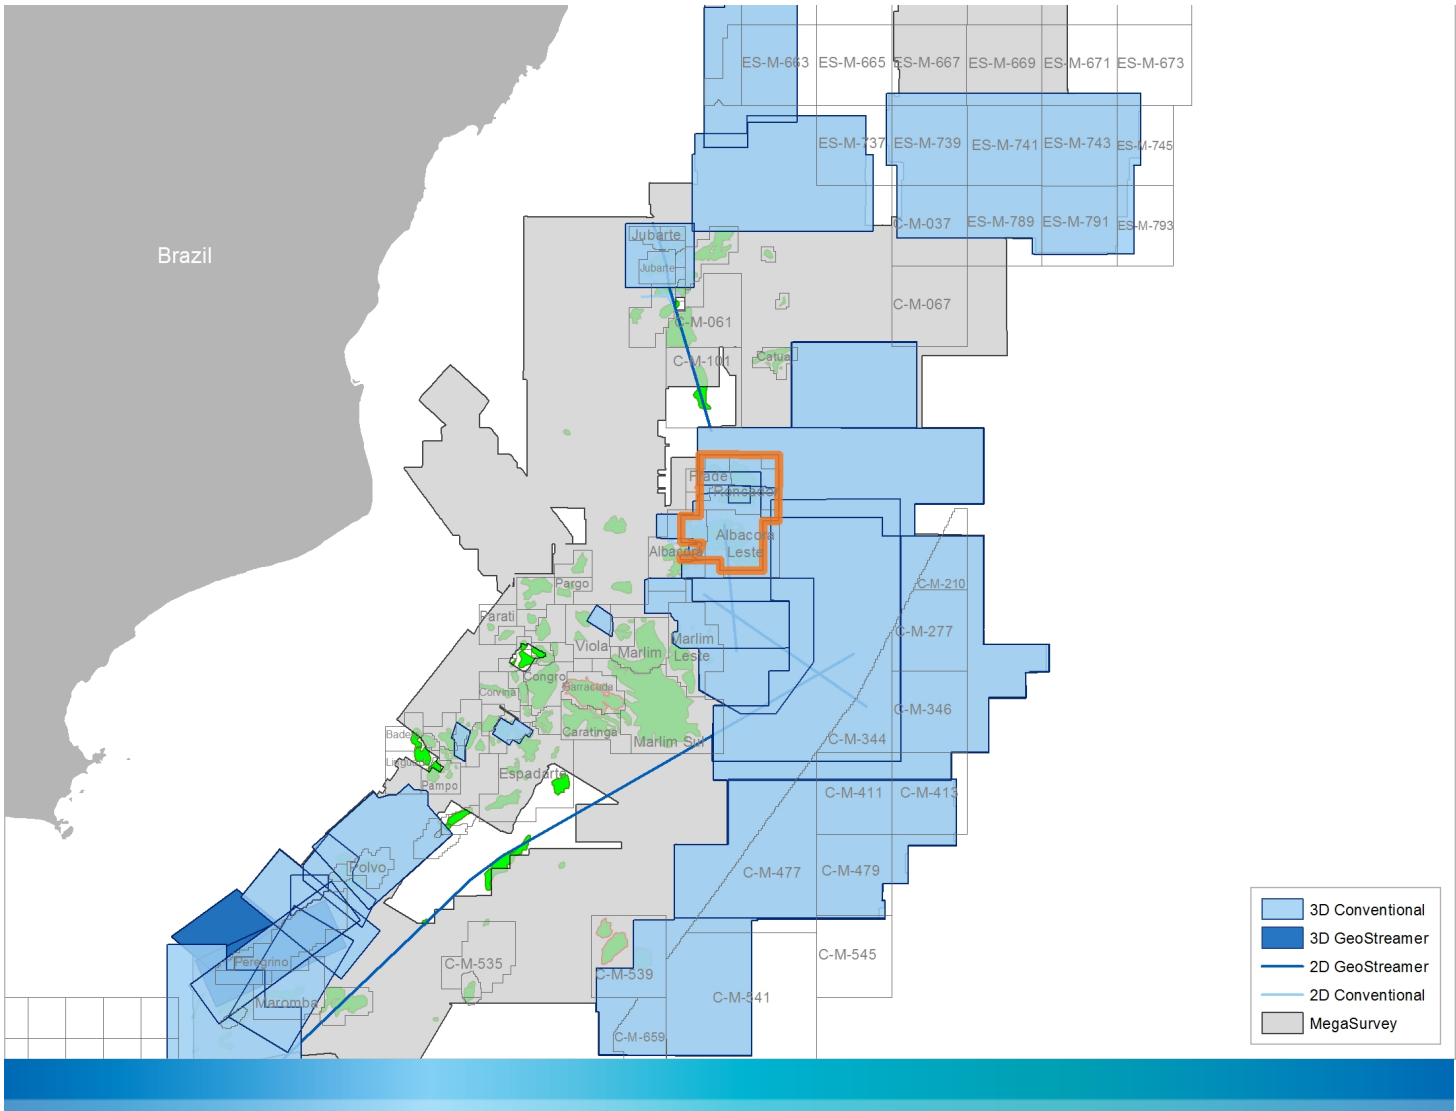 ES-M-663
ES-M-665
ES-M-667
ES-M-669
ES-M-671
ES-M-673
ES-M-737
ES-M-739
ES-M-741
ES-M-743
ES-M-745
C-M-037
ES-M-789
ES-M-791
ES-M-793
Brazil
Jubarte
Jubarte
C-M-067
C-M-061
C-M-101
Catua
Frade
Roncador
Albacora
Leste
Albacora
Pargo
C-M-210
Parati
C-M-277
Viola
Marlim
Marlim
Leste
Congro
Corvina
Barracuda
C-M-346
Caratinga
Marlim Sul
C-M-344
Espadarte
Pampo
C-M-411
C-M-413
Polvo
C-M-477
C-M-479
C-M-545
C-M-535
C-M-539
Peregrino
Maromba
C-M-541
C-M-659
3D Conventional
3D GeoStreamer
2D GeoStreamer
2D Conventional
MegaSurvey